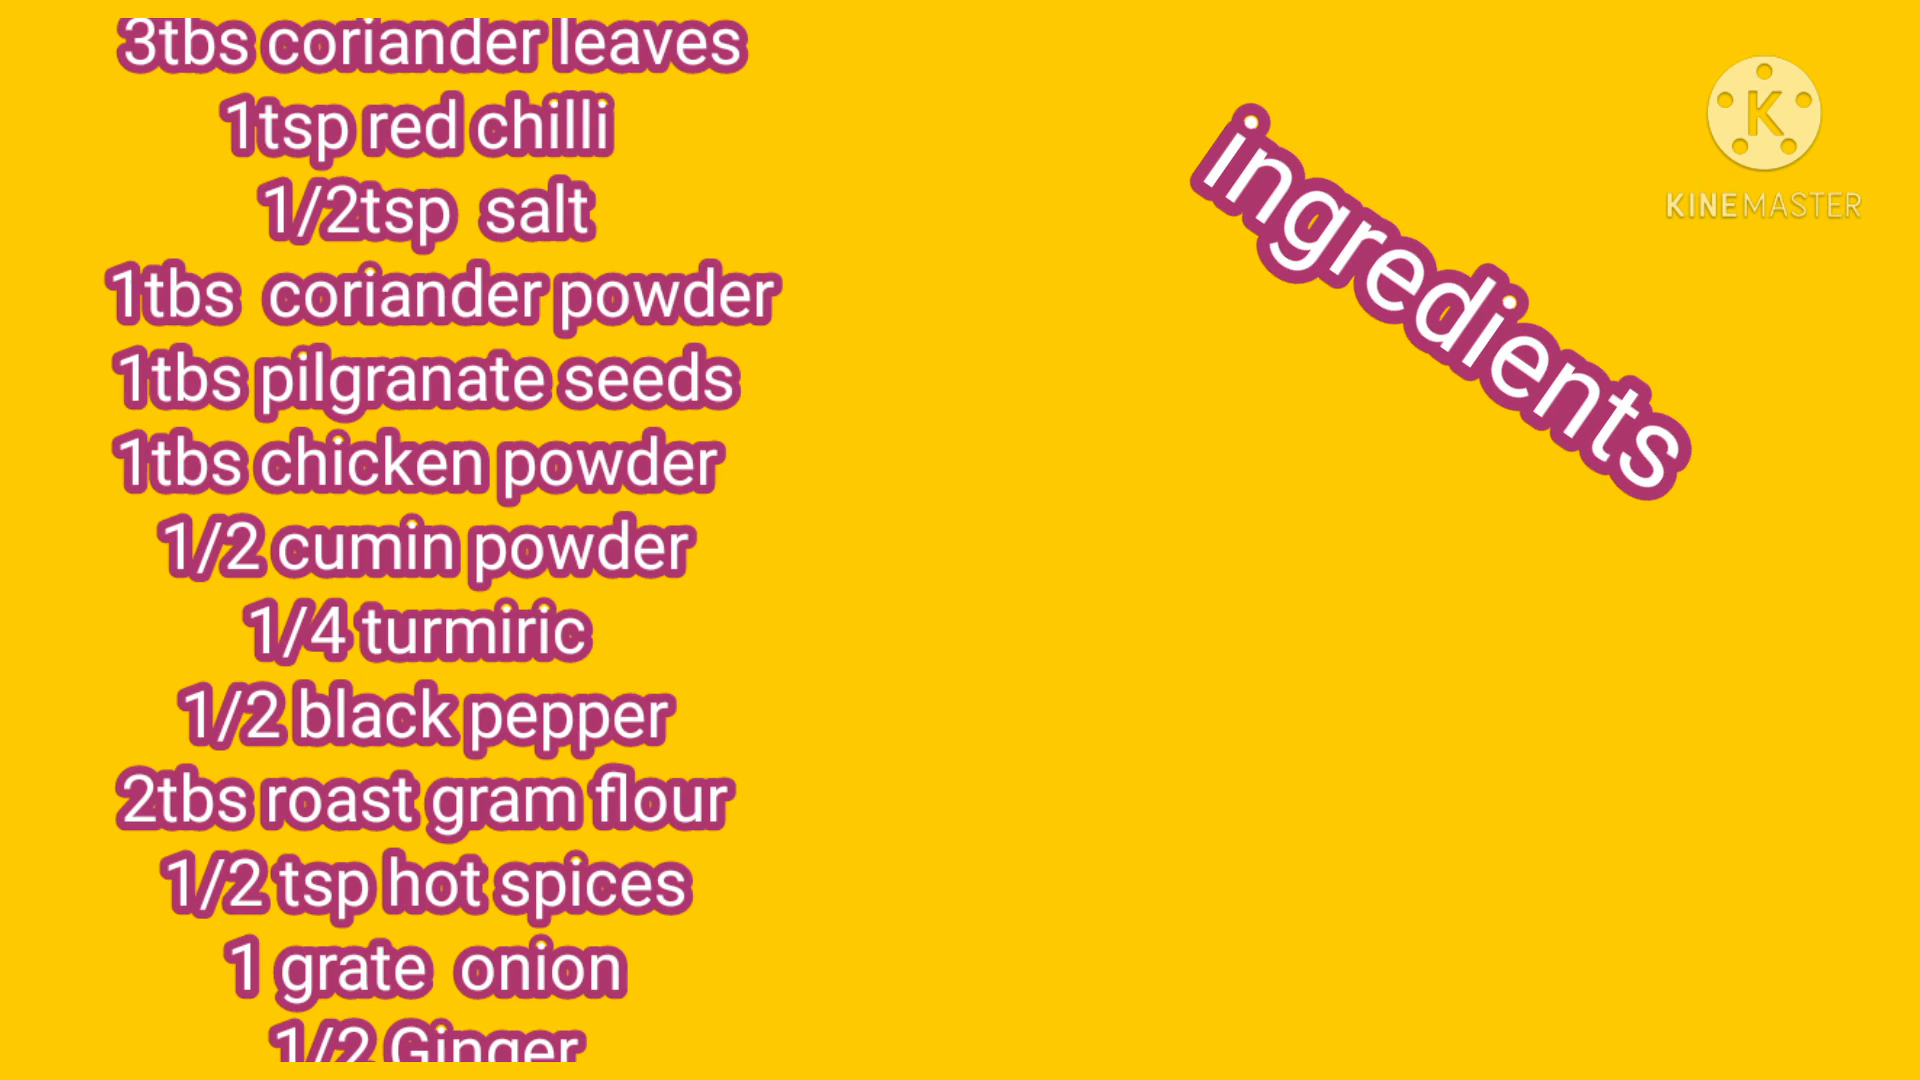 3tbs coriander leaves
1tsp red chilli
1/2tsp salt
1tbs coriander powder
1tbs pilgranate seeds
1tbs chicken powder
1/2 cumin powder
1/4 turmiric
1/2 black pepper
2tbs roast gram flour
1/2 tsp hot spices
1 grate onion
1/2 Ginger
ingredients
K
KINEMASTER